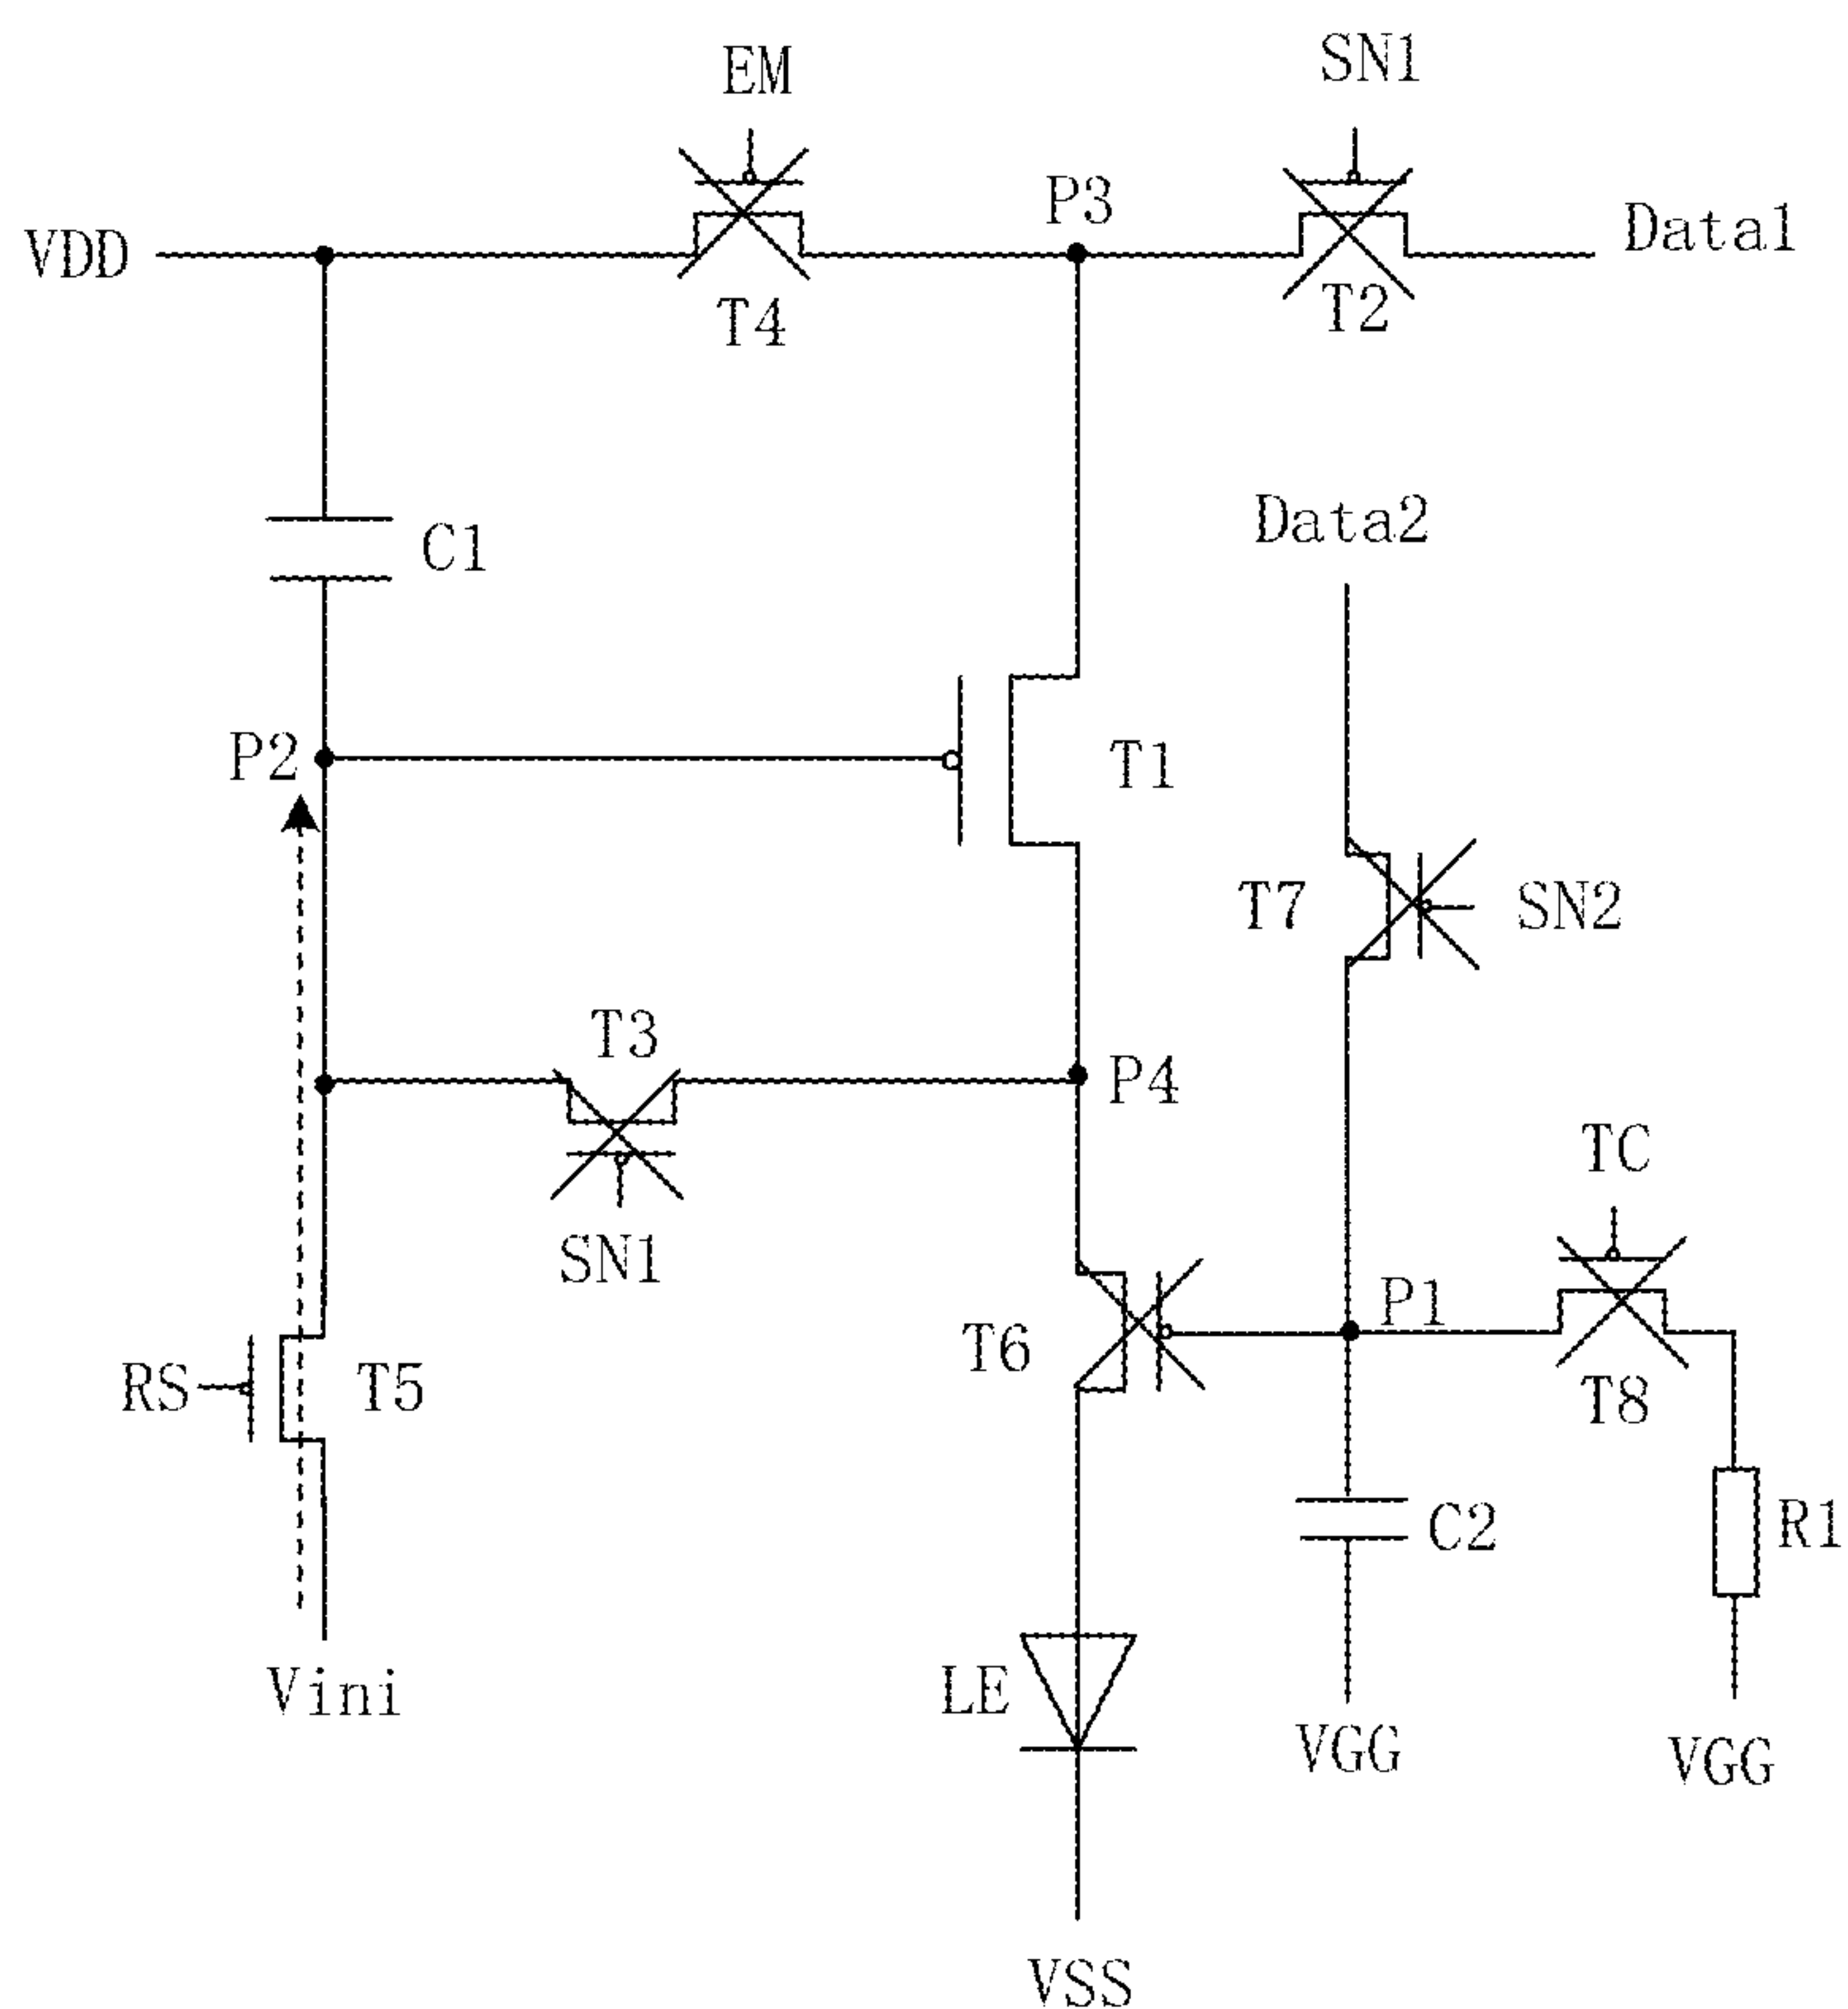 EM
SN1
VDD
P3
Data1
T4
T2
C1
Data2
P2
T1
T7
SN2
T3
P4
TC
SN1
P1
T6
RS
T5
T8
C2
R1
LE
Vini
VGG
VGG
VSS